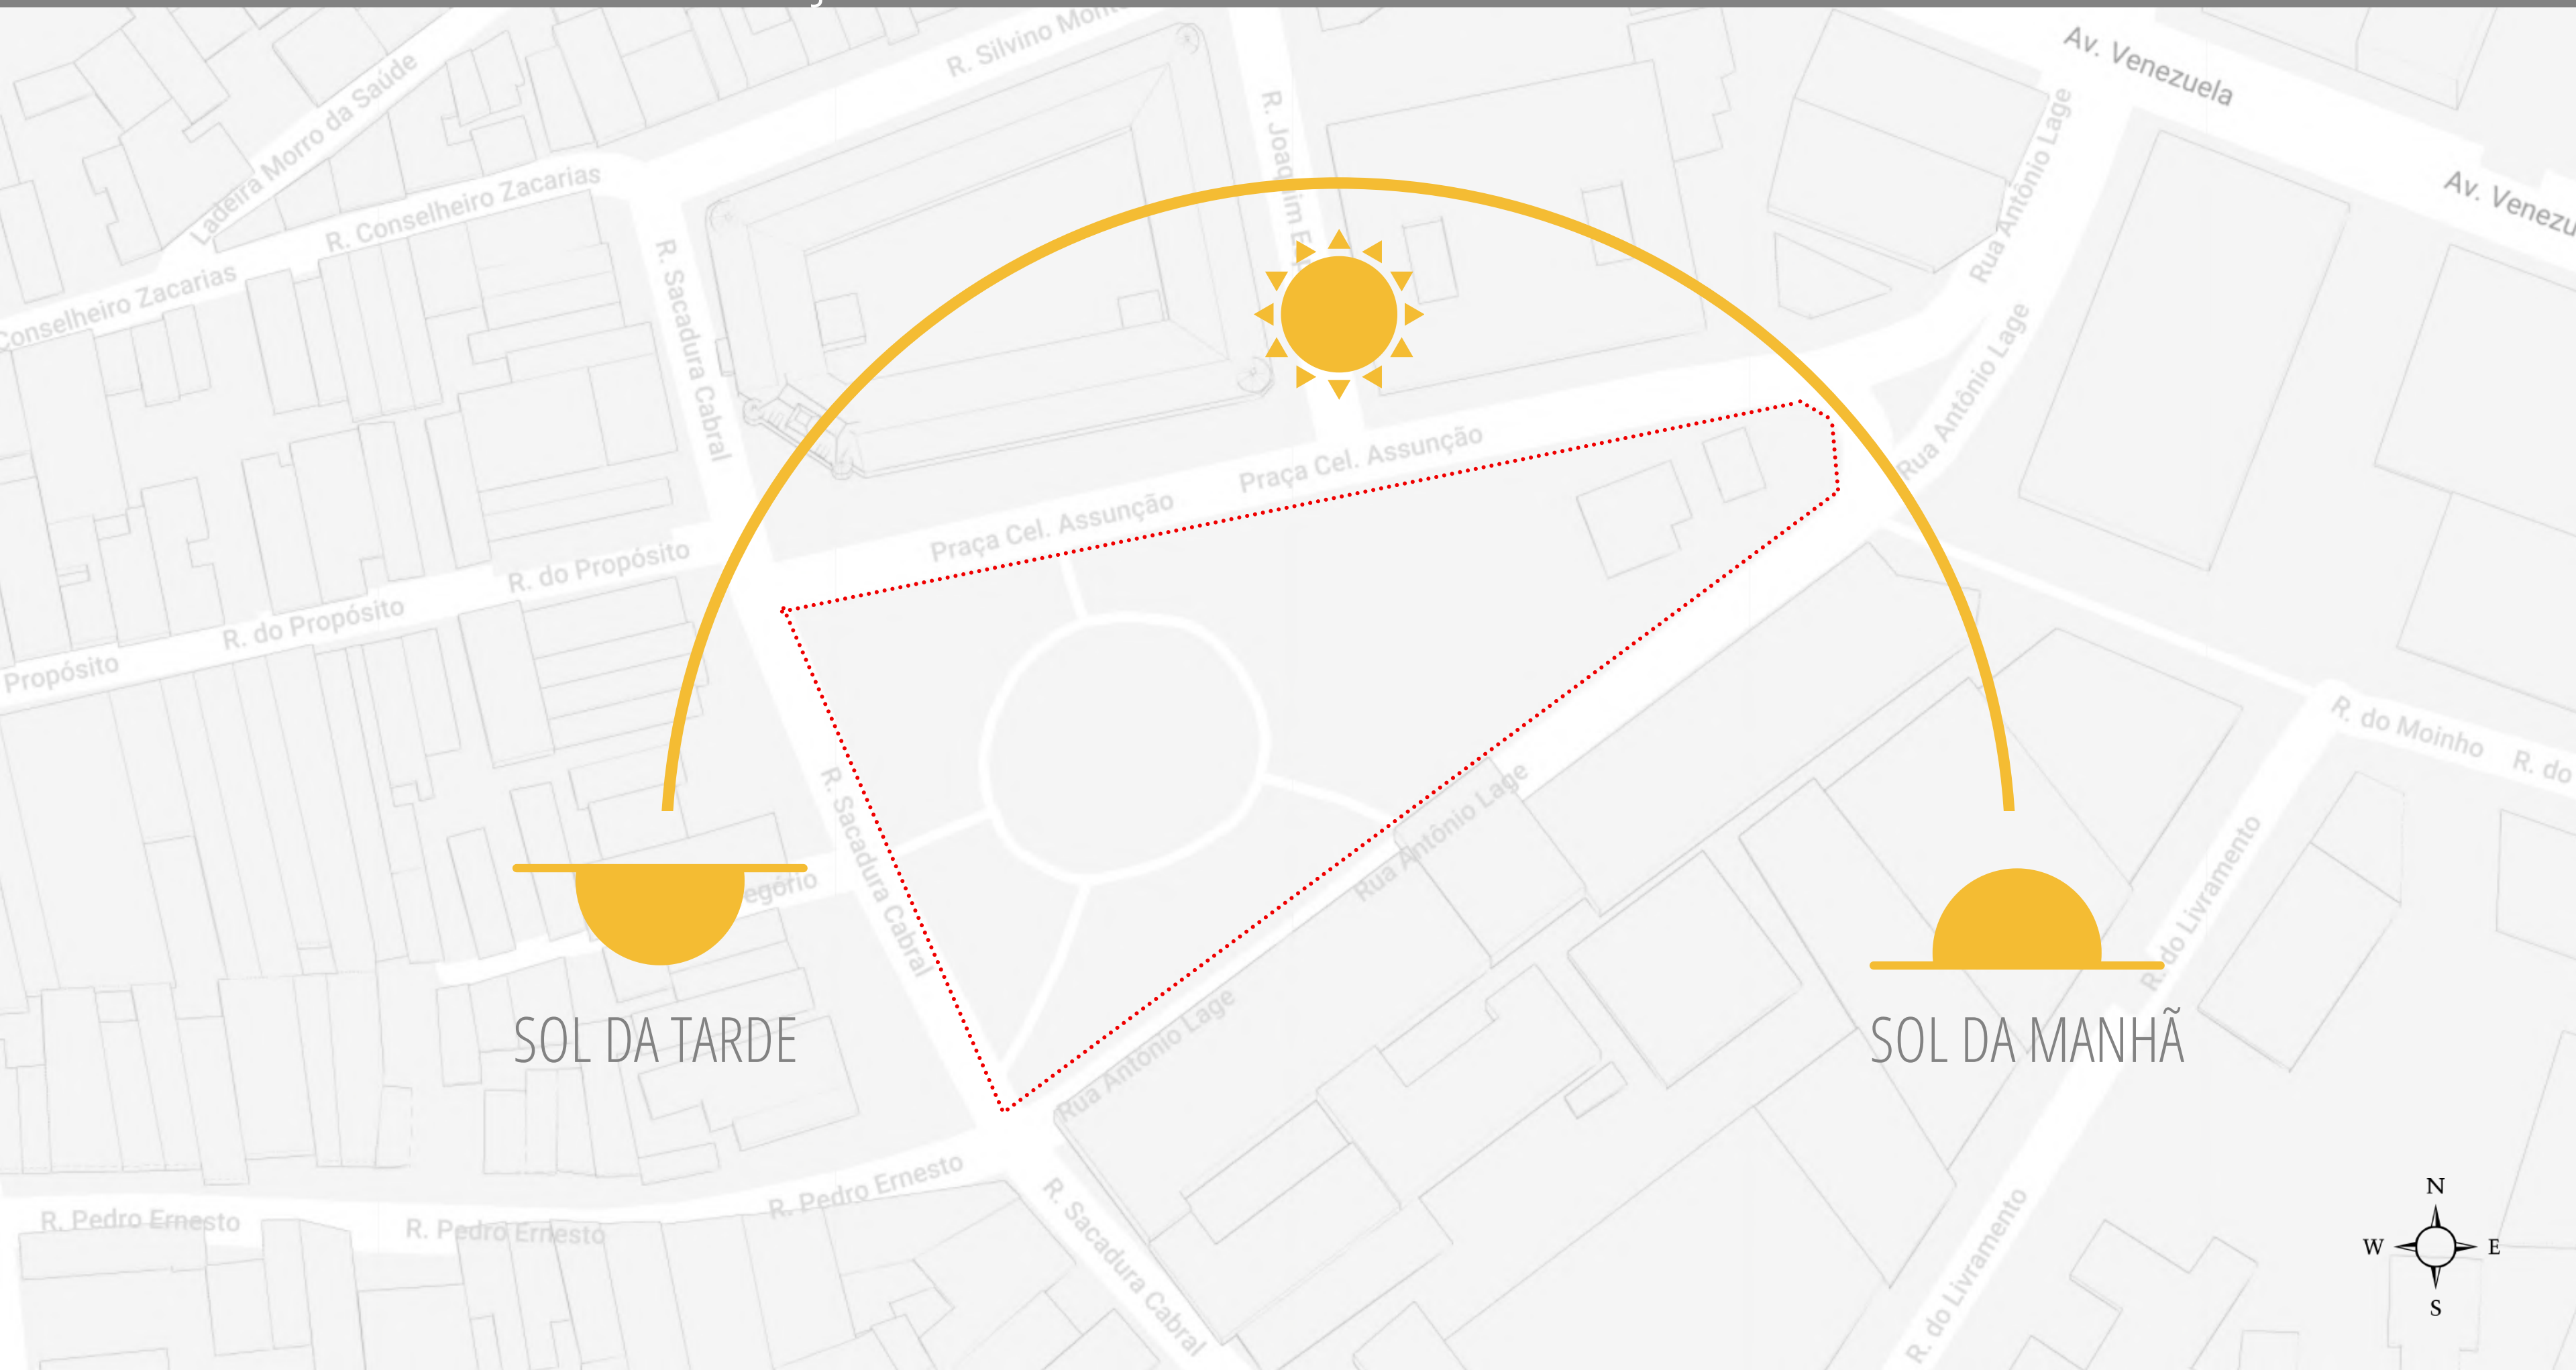 R. Silvino Mont
Av. Venezuela
Ladeira Morro da Saúde
R. Joaquim E
Rua Antônio Lage
R. Conselheiro Zacarias
Av. Venezu
R. Sacadura Cabral
Conselheiro Zacarias
Rua Antônio Lage
Praça Cel. Assunção
Praça Cel. Assunção
R. do Propósito
R. do Propósito
Propósito
R. do Moinho
R. do
R. Sacadura Cabral
Rua Antônio Lage
egório
R. do Livramento
SOL DA TARDE
SOL DA MANHÃ
Rua Antônio Lage
R. Pedro Ernesto
R. Pedro Ernesto
R. Pedro Ernesto
R. Sacadura Cabral
R. do Livramento
N
W
E
S